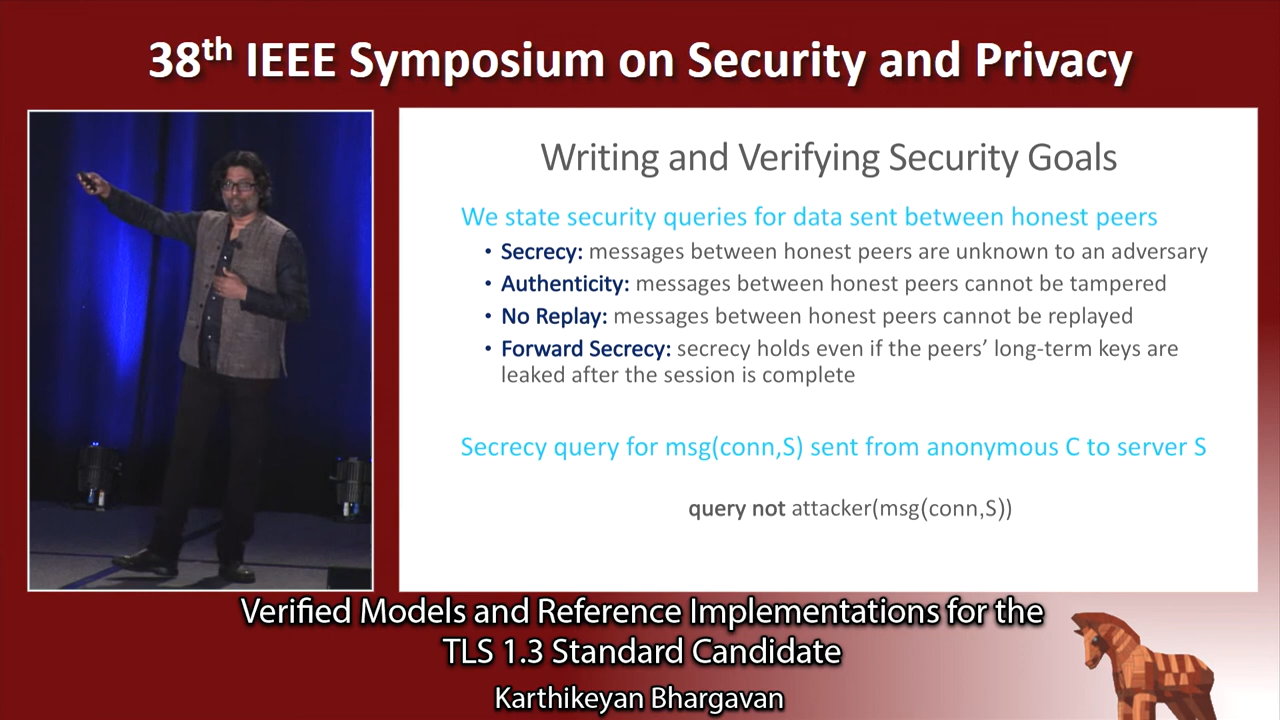 38th IEEE Symposium on Security and Privacy
Writing and Verifying Security Goals
We state security queries for data sent between honest peers
• Secrecy: messages between honest peers are unknown to an adversary
• Authenticity: messages between honest peers cannot be tampered
• No Replay: messages between honest peers cannot be replayed
• Forward Secrecy: secrecy holds even if the peers’ long-term keys are
leaked after the session is complete
Secrecy query for msg(conn,S) sent from anonymous C to server S
query not attacker(msg(conn,S))
Verified Models and Reference Implementations for the
TLS 1.3 Standard Candidate
Karthikeyan Bhargavan